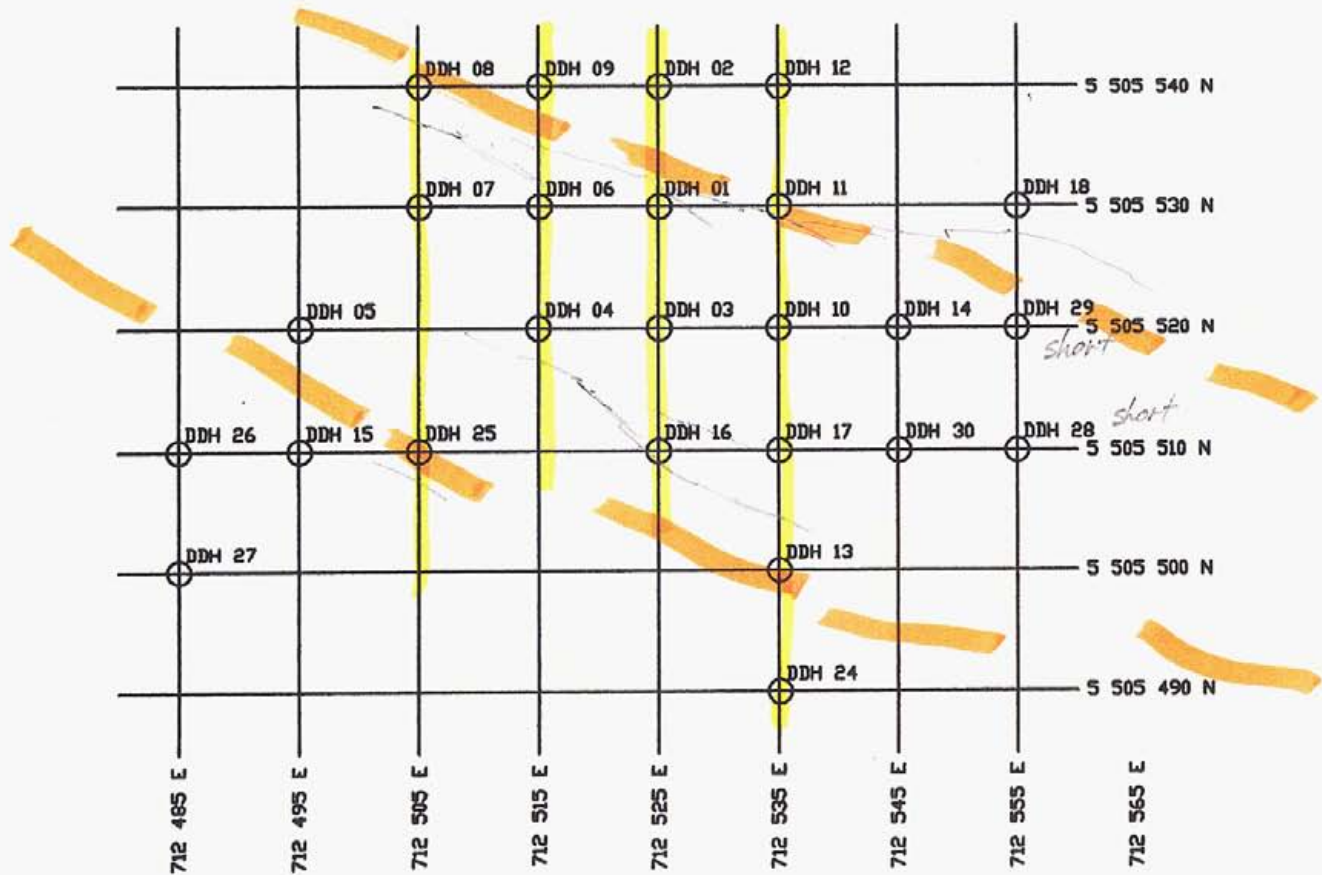 DDH 08 DDH 09 DDH 02 DDH 12
5 505 540 N
DDH 07 DDH 06 DDH 01 DDH 11 DDH 18
5 505 530 N
DDH 05 DDH 04 DDH 03 DDH 10 DDH 14 DDH 29
5 505 520 N
short
short
DDH 26 DDH 15 DDH 25 DDH 16 DDH 17 DDH 30 DDH 28
5 505 510 N
DDH 27 DDH 13
5 505 500 N
DDH 24
5 505 490 N
712 485 E
712 495 E
712 505 E
712 515 E
712 525 E
712 535 E
712 545 E
712 555 E
712 565 E